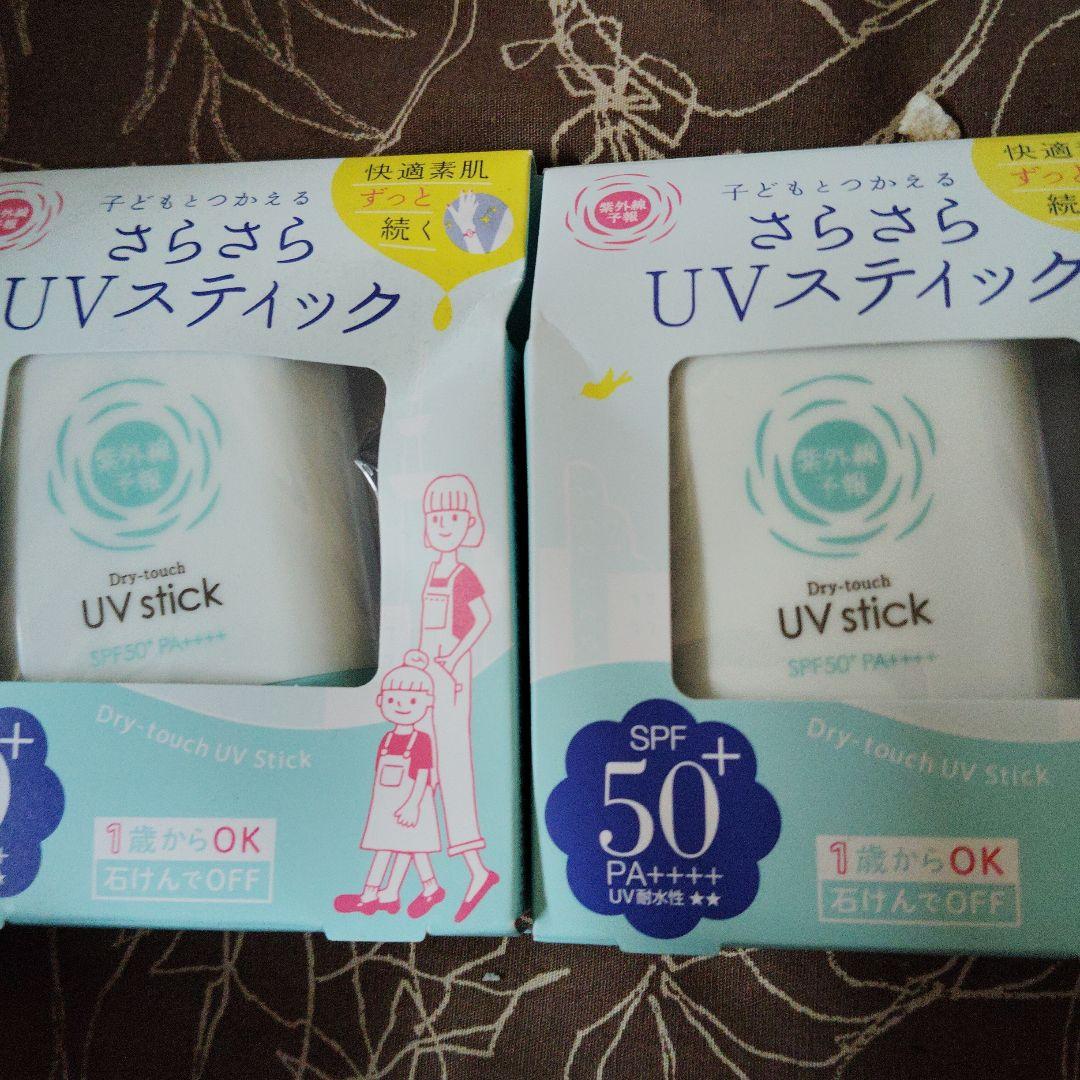 紫外線
予報
子どもとつかえる
さらさら
UVスティック
快適素肌
ずっと
続く
紫外線
予報
Dry-touch
UV stick
SPF50+ PA++++
Dry-touch UV Stick
1歳からOK
石けんでOFF
紫外線
予報
子どもとつかえる
さらさら
UVスティック
快適素
ずっと
続
紫外線
予報
Dry-touch
UV stick
SPF50+ PA++++
Dry-touch UV Stick
SPF
50+
PA++++
UV耐水性★★
1歳からOK
石けんでOFF